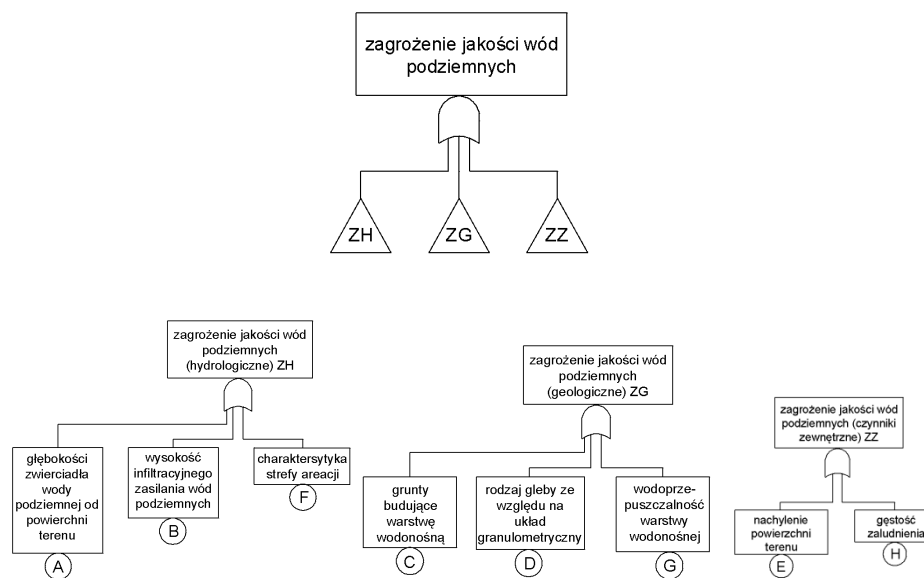 zagrożenie jakości wód
podziemnych
ZH
ZG
ZZ
zagrożenie jakości wód
podziemnych
(hydrologiczne) ZH
głębokości
zwierciadła
wody
podziemnej od
powierchni
terenu
A
wysokość
infiltracyjnego
zasilania wód
podziemnych
B
charaktersytyka
strefy areacji
F
zagrożenie jakości wód
podziemnych
(geologiczne) ZG
grunty
budujące
warstwę
wodonośną
C
rodzaj gleby ze
względu na
układ
granulometryczny
D
wodoprze-
puszczalność
warstwy
wodonośnej
G
zagrożenie jakości wód
podziemnych (czynniki
zewnętrzne) ZZ
nachylenie
powierzchni
terenu
E
gęstość
zaludnienia
H